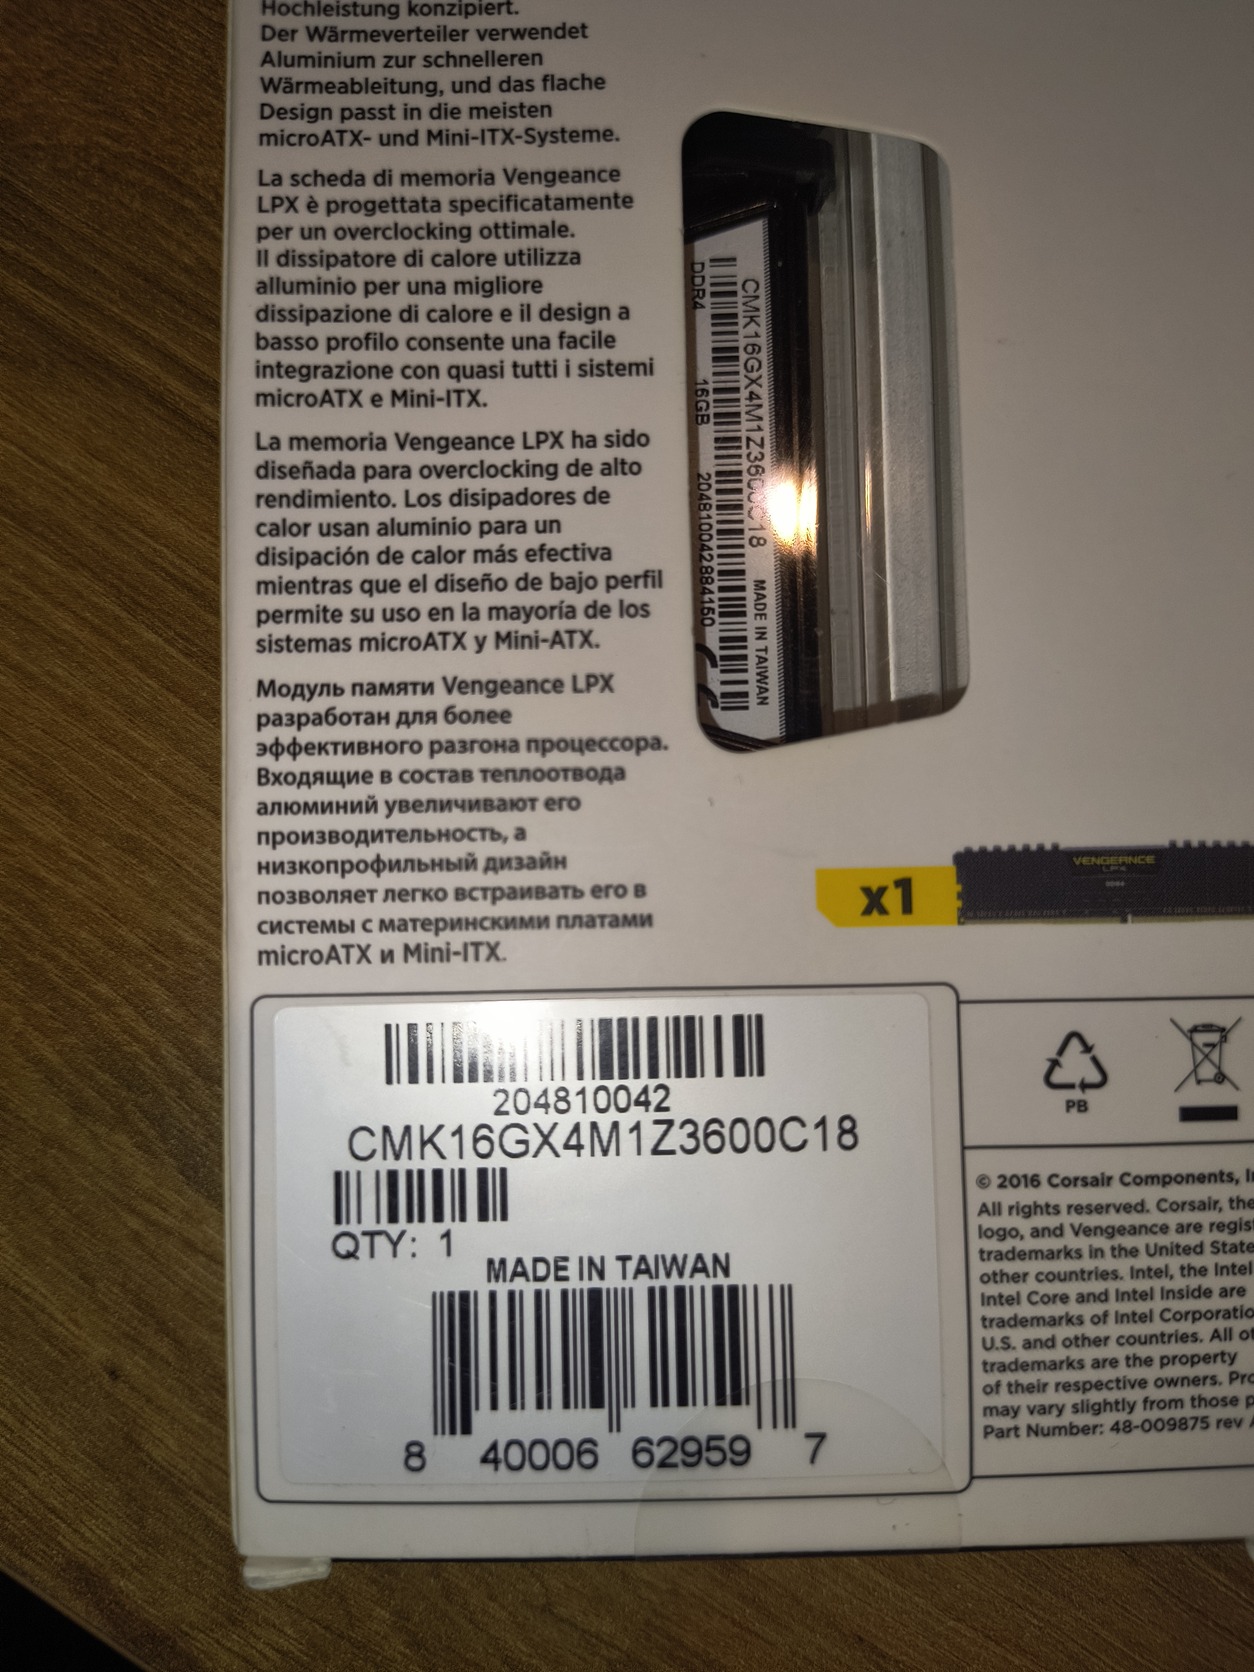 Hochleistung konzipiert.
Der Wärmeverteiler verwendet
Aluminium zur schnelleren
Wärmeableitung, und das flache
Design passt in die meisten
microATX- und Mini-ITX-Systeme.
La scheda di memoria Vengeance
LPX è progettata specificatamente
per un overclocking ottimale.
Il dissipatore di calore utilizza
alluminio per una migliore
dissipazione di calore e il design a
basso profilo consente una facile
integrazione con quasi tutti i sistemi
microATX e Mini-ITX.
La memoria Vengeance LPX ha sido
diseñada para overclocking de alto
rendimiento. Los disipadores de
calor usan aluminio para un
disipación de calor más efectiva
mientras que el diseño de bajo perfil
permite su uso en la mayoría de los
sistemas microATX y Mini-ATX.
Модуль памяти Vengeance LPX
разработан для более
эффективного разгона процессора.
Входящие в состав теплоотвода
алюминий увеличивают его
производительность, а
низкопрофильный дизайн
позволяет легко встраивать его в
системы с материнскими платами
microATX и Mini-ITX.
CMK16GX4M1Z3600C18 MADE IN TAIWAN
DDR4 16GB 204810042884150
CE
x1
VENGEANCE
LPX
DDR4
204810042
CMK16GX4M1Z3600C18
QTY: 1
MADE IN TAIWAN
8 40006 62959 7
PB
© 2016 Corsair Components,
All rights reserved. Corsair, the
logo, and Vengeance are
trademarks in the United
other countries. Intel, the Intel
Intel Core and Intel Inside are
trademarks of Intel
U.S. and other countries. All
trademarks are the property
of their respective owners.
may vary slightly from those
Part Number: 48-009875 rev